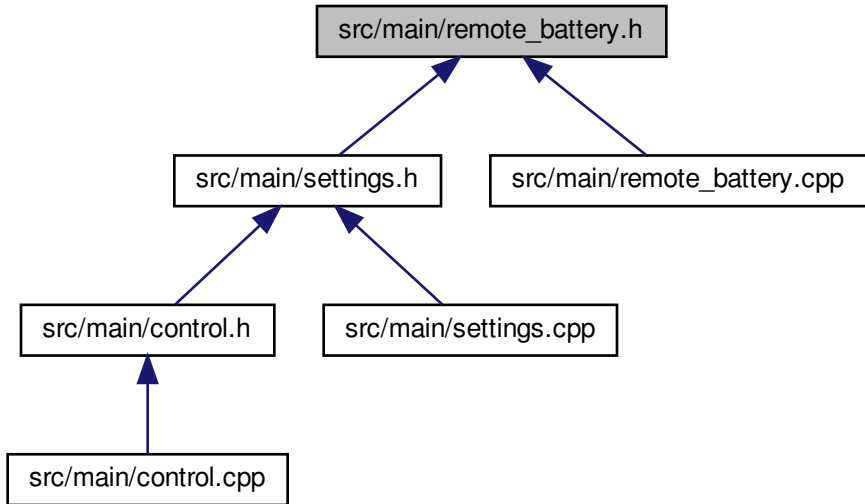 src/main/remote_battery.h
src/main/settings.h
src/main/remote_battery.cpp
src/main/control.h
src/main/settings.cpp
src/main/control.cpp